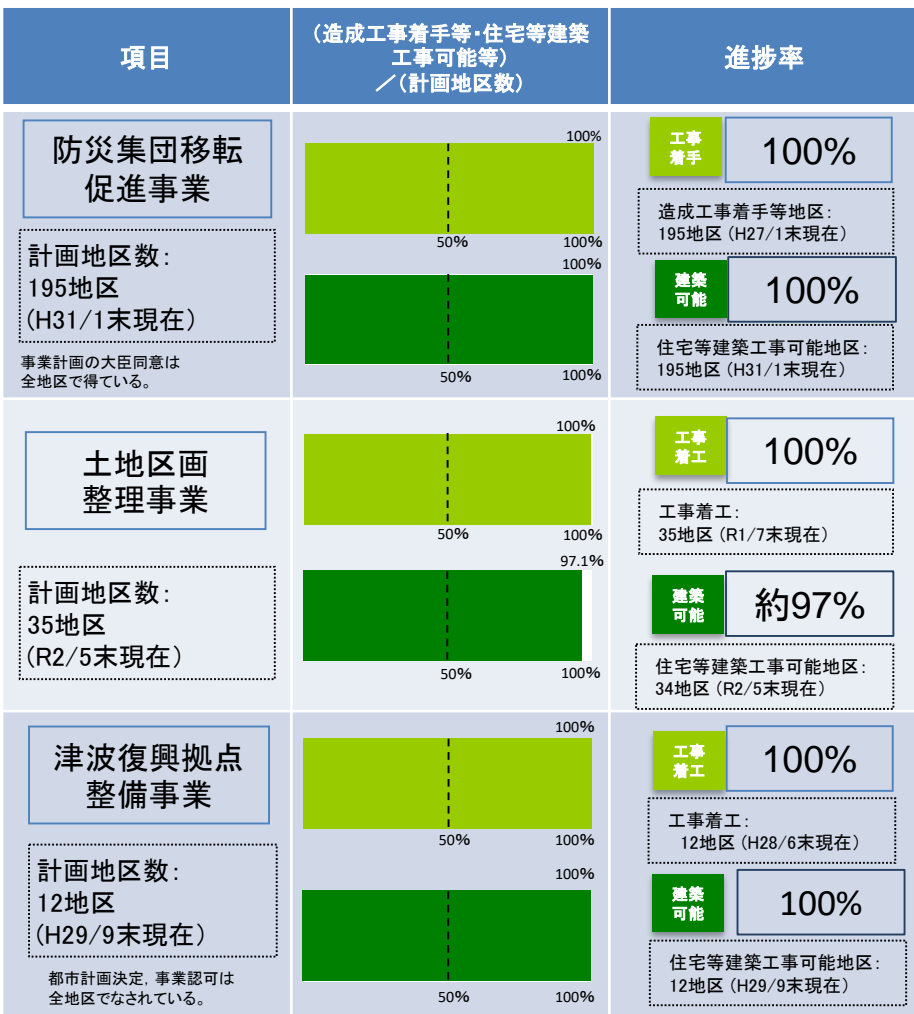 項目
(造成工事着手等・住宅等建築
工事可能等)
／(計画地区数)
進捗率
防災集団移転
促進事業
計画地区数:
195地区
(H31/1末現在)
事業計画の大臣同意は
全地区で得ている。
100%
50%
100%
100%
50%
100%
工事
着手
100%
造成工事着手等地区:
195地区 (H27/1末現在)
建築
可能
100%
住宅等建築工事可能地区:
195地区 (H31/1末現在)
土地区画
整理事業
計画地区数:
35地区
(R2/5末現在)
100%
50%
100%
97.1%
50%
100%
工事
着工
100%
工事着工:
35地区 (R1/7末現在)
建築
可能
約97%
住宅等建築工事可能地区:
34地区 (R2/5末現在)
津波復興拠点
整備事業
計画地区数:
12地区
(H29/9末現在)
都市計画決定, 事業認可は
全地区でなされている。
100%
50%
100%
100%
50%
100%
工事
着工
100%
工事着工:
12地区 (H28/6末現在)
建築
可能
100%
住宅等建築工事可能地区:
12地区 (H29/9末現在)